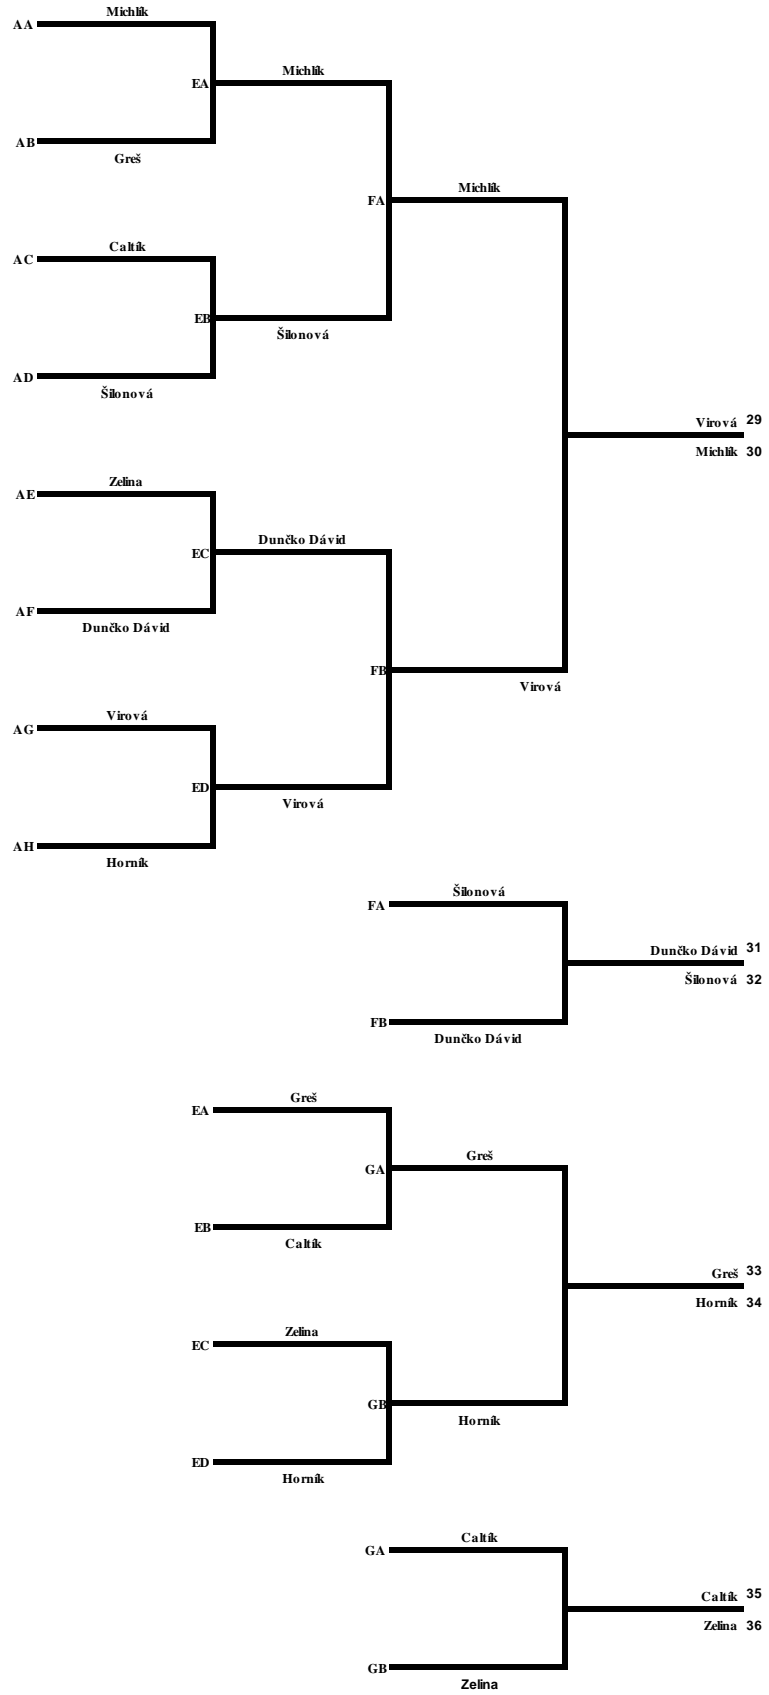 Michlík
AA
Michlík
EA
AB
Greš
Michlík
FA
Caltík
AC
EB
Šilonová
AD
Šilonová
Virová 29
Michlík 30
Zelina
AE
Dunčko Dávid
EC
AF
Dunčko Dávid
FB
Virová
Virová
AG
ED
Virová
AH
Horník
Šilonová
FA
Dunčko Dávid 31
Šilonová 32
FB
Dunčko Dávid
Greš
EA
Greš
GA
EB
Caltík
Greš 33
Horník 34
Zelina
EC
GB
Horník
ED
Horník
Caltík
GA
Caltík 35
Zelina 36
GB
Zelina